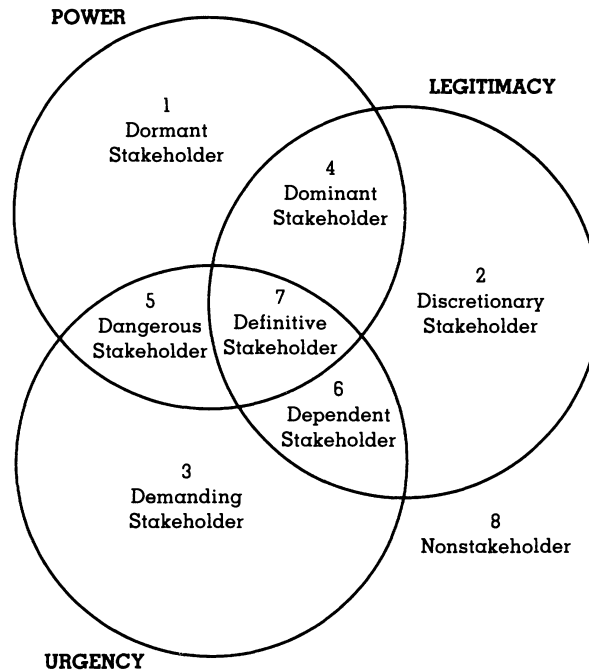 POWER
LEGITIMACY
1
Dormant
Stakeholder
4
Dominant
Stakeholder
2
Discretionary
Stakeholder
5
Dangerous
Stakeholder
7
Definitive
Stakeholder
6
Dependent
Stakeholder
3
Demanding
Stakeholder
8
Nonstakeholder
URGENCY